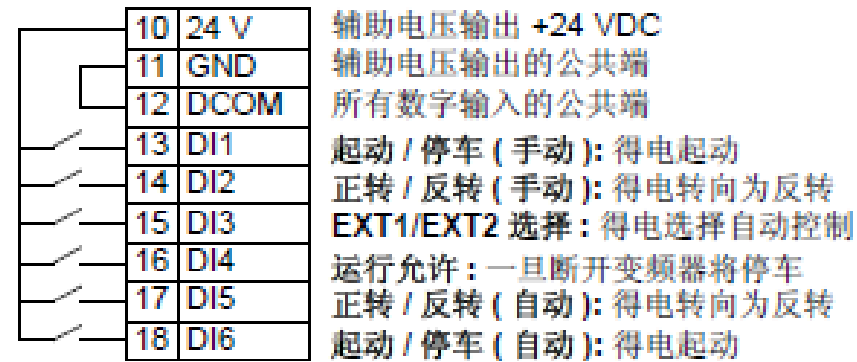 10 24 V 辅助电压输出 +24 VDC
11 GND 辅助电压输出的公共端
12 DCOM 所有数字输入的公共端
13 DI1 起动 / 停车 ( 手动 ): 得电起动
14 DI2 正转 / 反转 ( 手动 ): 得电转向为反转
15 DI3 EXT1/EXT2 选择 : 得电选择自动控制
16 DI4 运行允许 : 一旦断开变频器将停车
17 DI5 正转 / 反转 ( 自动 ): 得电转向为反转
18 DI6 起动 / 停车 ( 自动 ): 得电起动